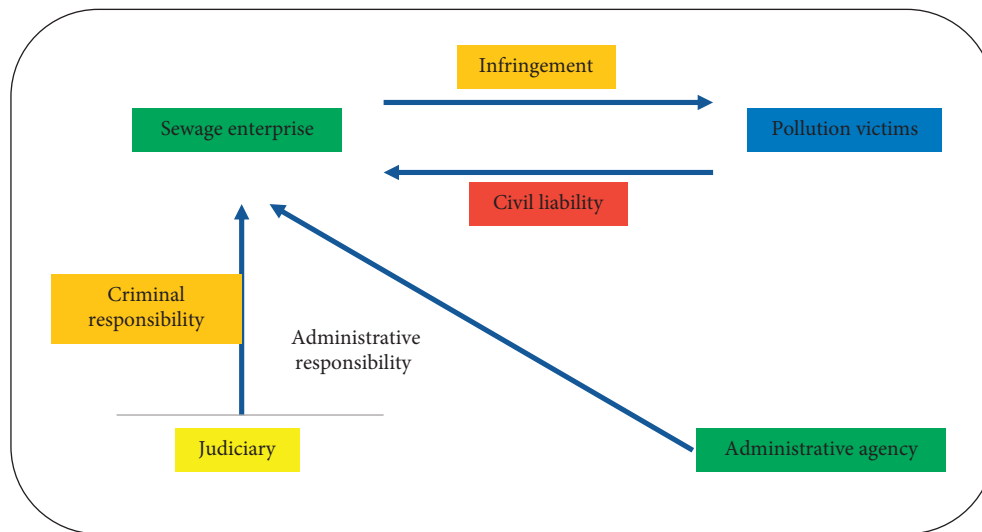 Infringement
Sewage enterprise
Pollution victims
Civil liability
Criminal
responsibility
Administrative
responsibility
Judiciary
Administrative agency